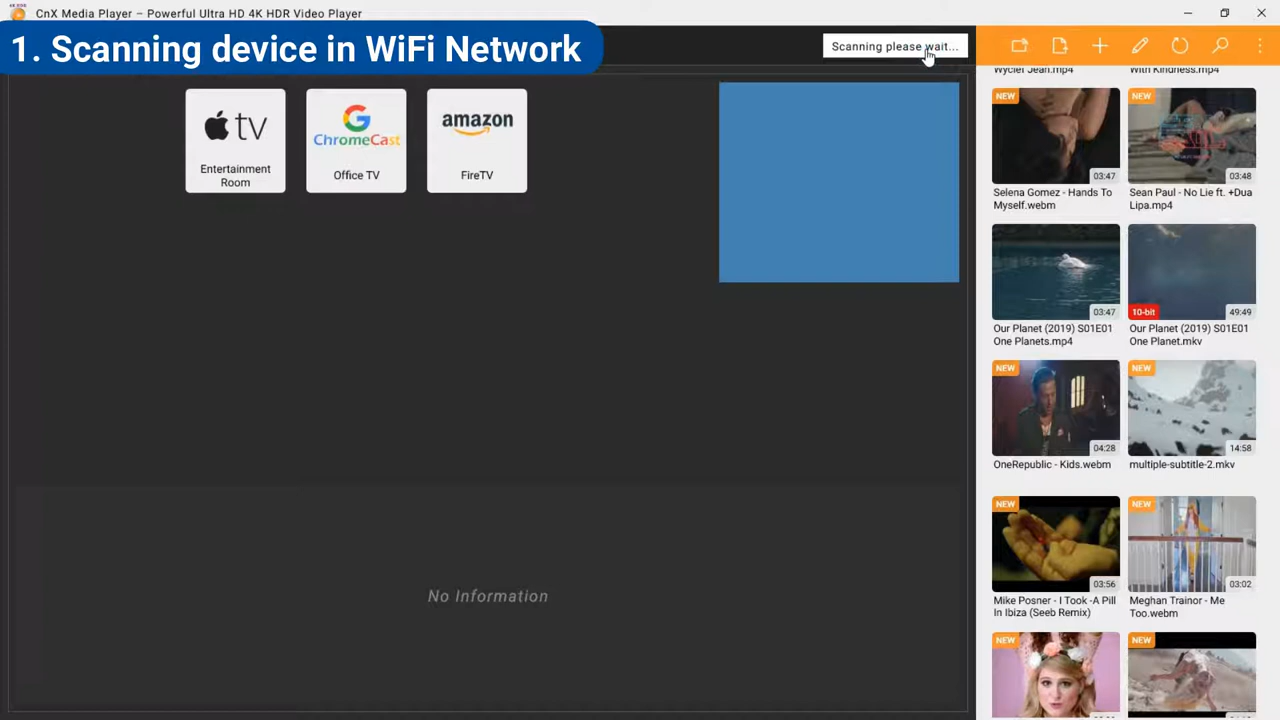 CnX Media Player – Powerful Ultra HD 4K HDR Video Player
1. Scanning device in WiFi Network
Scanning please wait...
tv
Entertainment
Room
G
ChromeCast
Office TV
amazon
FireTV
No Information
Wyclef Jean.mp4
With Kindness.mp4
NEW
03:47
Selena Gomez - Hands To
Myself.webm
NEW
03:48
Sean Paul - No Lie ft. +Dua
Lipa.mp4
03:47
Our Planet (2019) S01E01
One Planets.mp4
10-bit
49:49
Our Planet (2019) S01E01
One Planet.mkv
NEW
04:28
OneRepublic - Kids.webm
NEW
14:58
multiple-subtitle-2.mkv
NEW
03:56
Mike Posner - I Took -A Pill
In Ibiza (Seeb Remix)
NEW
03:02
Meghan Trainor - Me
Too.webm
NEW
NEW